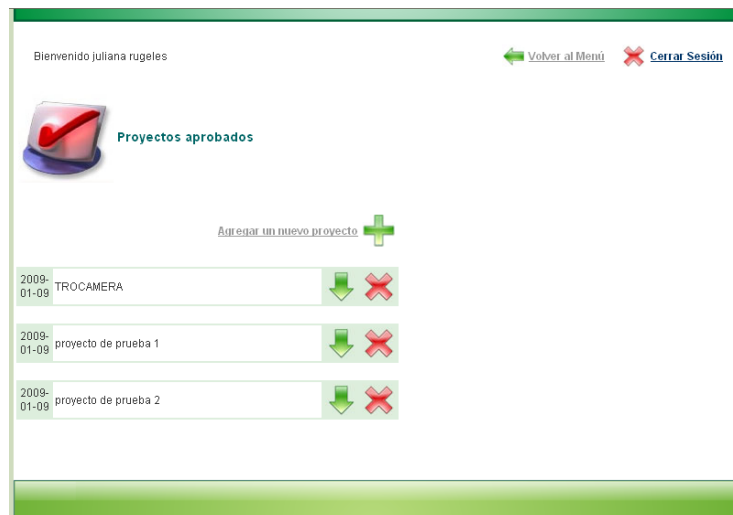 Bienvenido juliana rugeles
Volver al Menú
Cerrar Sesión
Proyectos aprobados
Agregar un nuevo proyecto
2009-
01-09
TROCAMERA
2009-
01-09
proyecto de prueba 1
2009-
01-09
proyecto de prueba 2